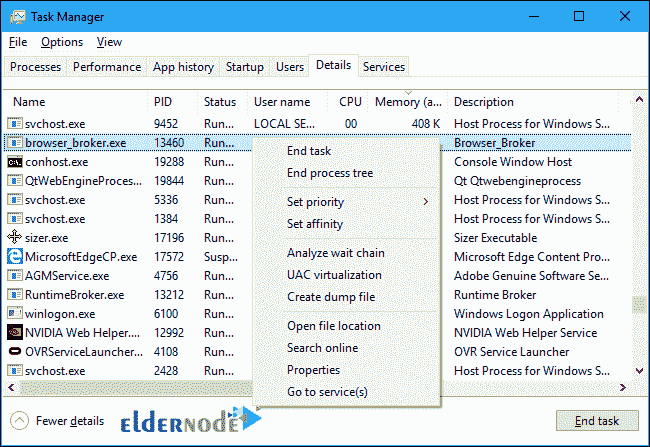 Task Manager
File Options View
Processes Performance App history Startup Users Details Services
Name PID Status User name CPU Memory (a... Description
svchost.exe 9452 Run... LOCAL SE... 00 408 K Host Process for Windows S...
browser_broker.exe 13460 Run... Browser_Broker
conhost.exe 19288 Run... Console Window Host
QtWebEngineProce... 19844 Run... Qt Qtwebengineprocess
svchost.exe 5336 Run... Host Process for Windows S...
svchost.exe 1384 Run... Host Process for Windows S...
sizer.exe 17196 Run... Sizer Executable
MicrosoftEdgeCP.exe 17572 Susp... Microsoft Edge Content Pro...
AGMService.exe 4756 Run... Adobe Genuine Software Se...
RuntimeBroker.exe 13212 Run... Runtime Broker
winlogon.exe 6100 Run... Windows Logon Application
NVIDIA Web Helper.... 12992 Run... NVIDIA Web Helper Service
OVRServiceLauncher... 4108 Run... OVR Service Launcher
svchost.exe 2428 Run... Host Process for Windows S...
End task
End process tree
Set priority
Set affinity
Analyze wait chain
UAC virtualization
Create dump file
Open file location
Search online
Properties
Go to service(s)
Fewer details ELDERNODE End task